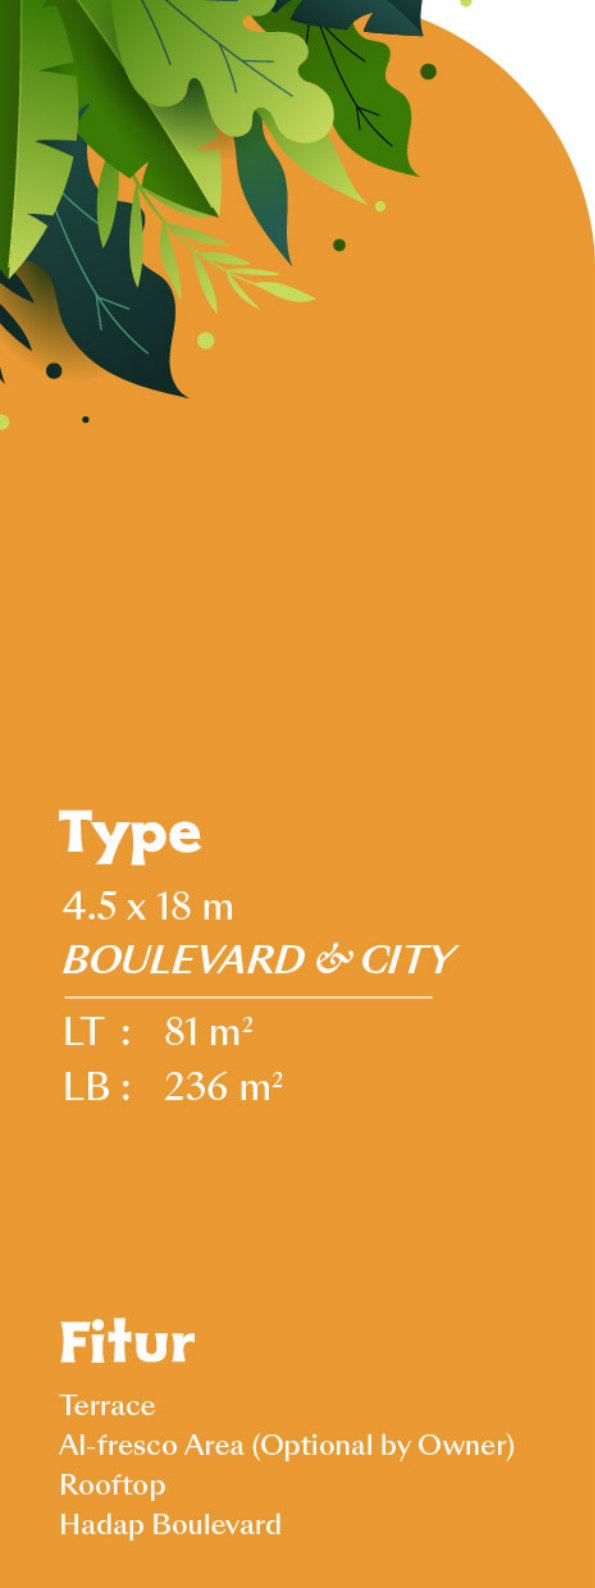 Type
4.5 x 18 m
BOULEVARD & CITY
LT : 81 m²
LB : 236 m²
Fitur
Terrace
Al-fresco Area (Optional by Owner)
Rooftop
Hadap Boulevard